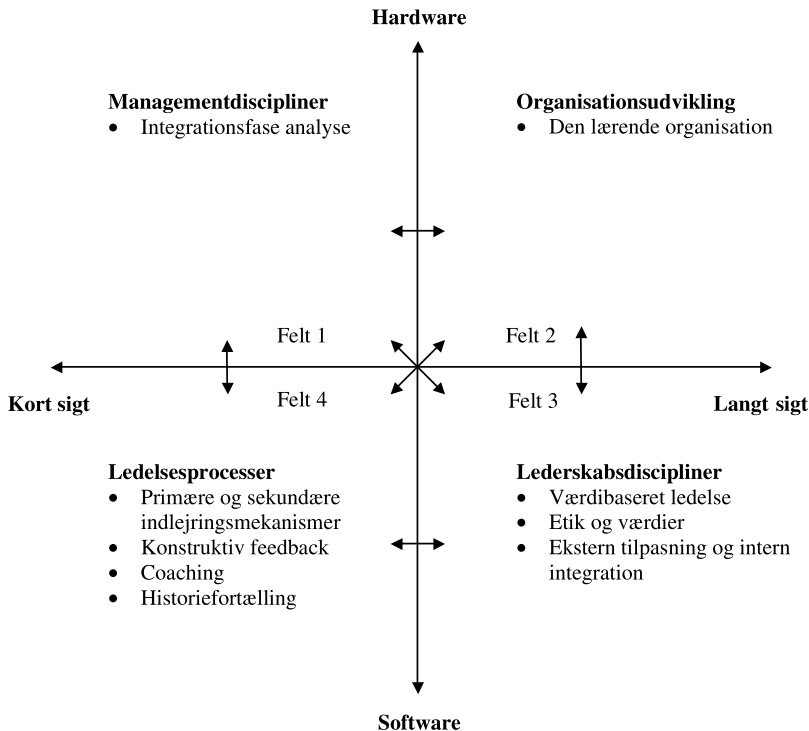 Hardware
Managementdiscipliner
• Integrationsfase analyse
Organisationsudvikling
• Den lærende organisation
Felt 1
Felt 2
Kort sigt
Felt 4
Felt 3
Langt sigt
Ledelsesprocesser
• Primære og sekundære
indlejringsmekanismer
• Konstruktiv feedback
• Coaching
• Historiefortælling
Lederskabsdiscipliner
• Værdibaseret ledelse
• Etik og værdier
• Ekstern tilpasning og intern
integration
Software